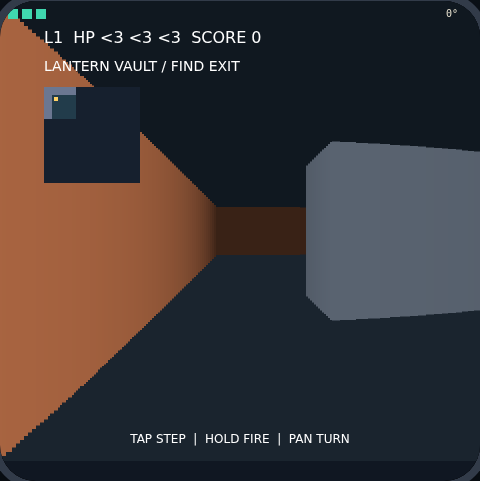 0°
L1 HP <3 <3 <3 SCORE 0
LANTERN VAULT / FIND EXIT
TAP STEP | HOLD FIRE | PAN TURN